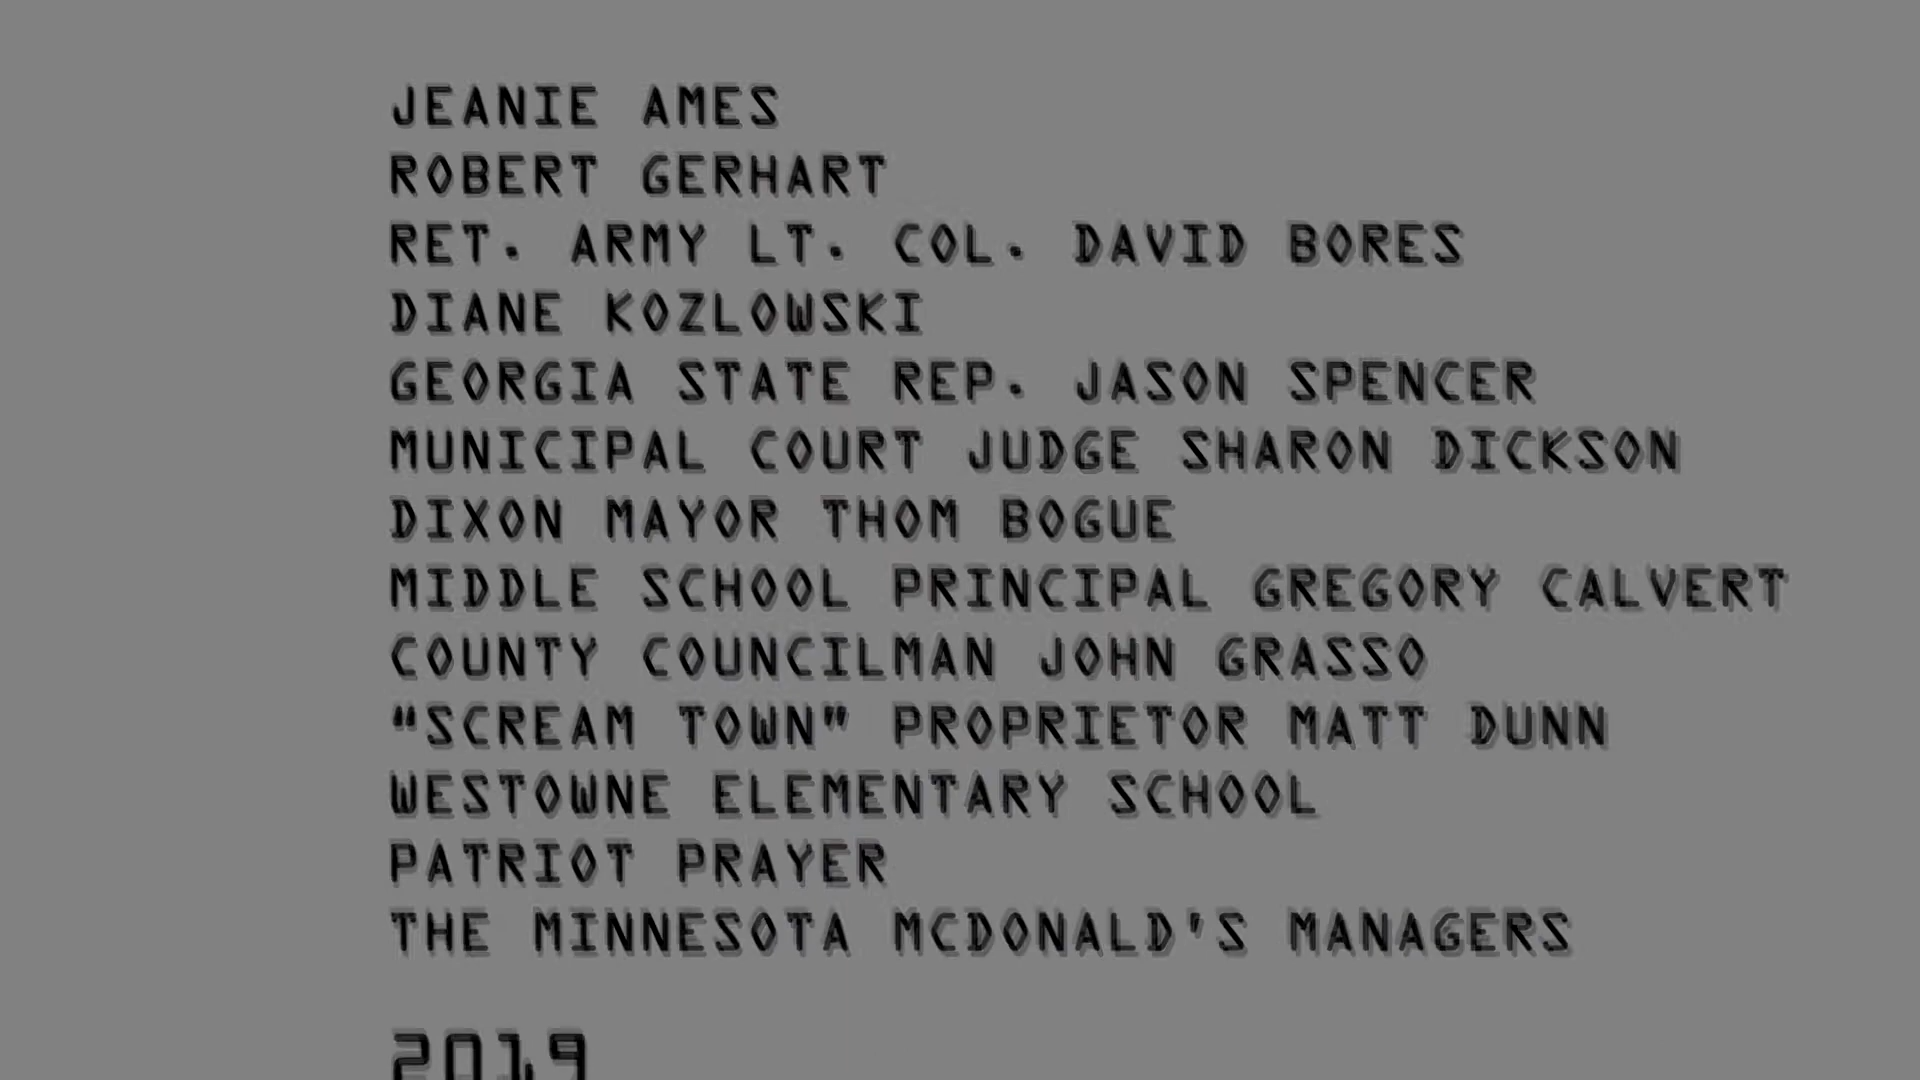 JEANIE AMES
ROBERT GERHART
RET. ARMY LT. COL. DAVID BORES
DIANE KOZLOWSKI
GEORGIA STATE REP. JASON SPENCER
MUNICIPAL COURT JUDGE SHARON DICKSON
DIXON MAYOR THOM BOGUE
MIDDLE SCHOOL PRINCIPAL GREGORY CALVERT
COUNTY COUNCILMAN JOHN GRASSO
“SCREAM TOWN” PROPRIETOR MATT DUNN
WESTOWNE ELEMENTARY SCHOOL
PATRIOT PRAYER
THE MINNESOTA MCDONALD'S MANAGERS
2019